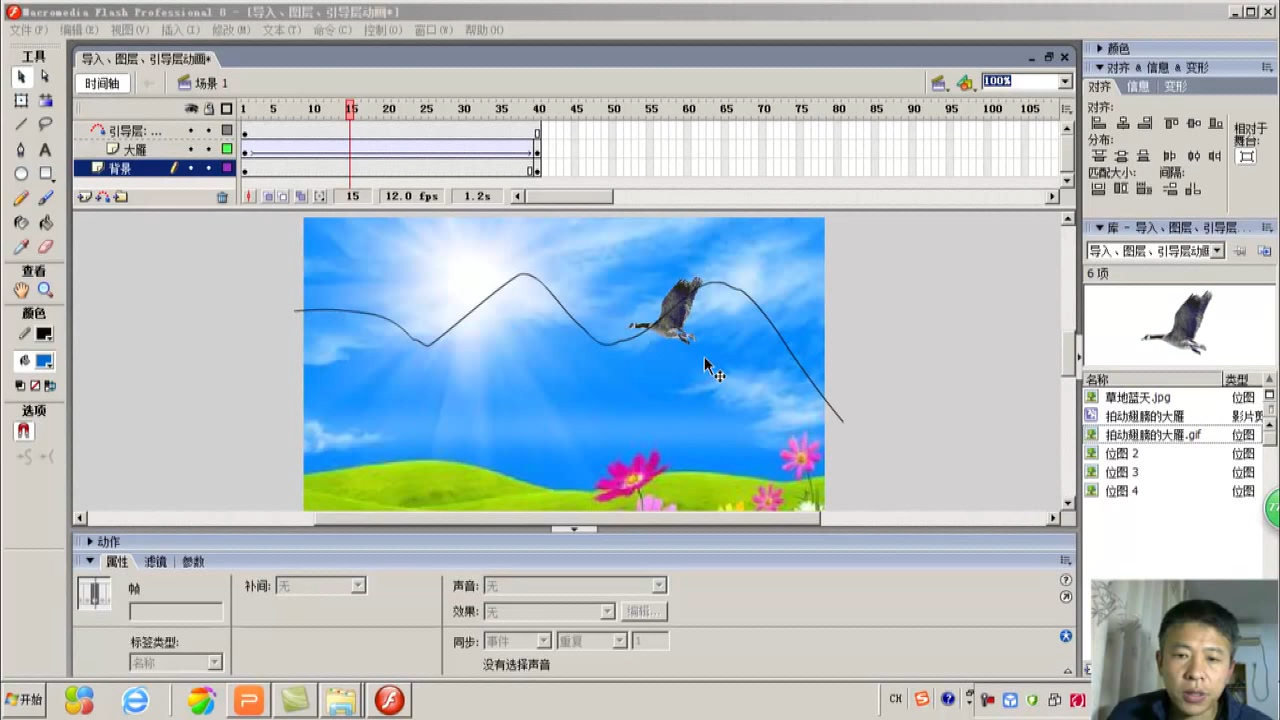 Macromedia Flash Professional 8 - [导入、图层、引导层动画*]
文件(F) 编辑(E) 视图(V) 插入(I) 修改(M) 文本(T) 命令(C) 控制(O) 窗口(W) 帮助(H)
工具
查看
颜色
选项
导入、图层、引导层动画*
时间轴
场景 1
100%
1 5 10 15 20 25 30 35 40 45 50 55 60 65 70 75 80 85 90 95 100 105
引导层: ...
大雁
背景
15 12.0 fps 1.2s
动作
属性 滤镜 参数
帧
补间: 无
声音: 无
效果: 无 编辑...
标签类型:
同步: 事件 重复 1
名称
没有选择声音
颜色
对齐 & 信息 & 变形
对齐 信息 变形
对齐:
相对于
舞台:
分布:
匹配大小: 间隔:
库 - 导入、图层、引导层...
导入、图层、引导层动画
6 项
名称 类型
草地蓝天.jpg 位图
拍动翅膀的大雁 影片剪
拍动翅膀的大雁.gif 位图
位图 2 位图
位图 3 位图
位图 4 位图
开始
CH
77